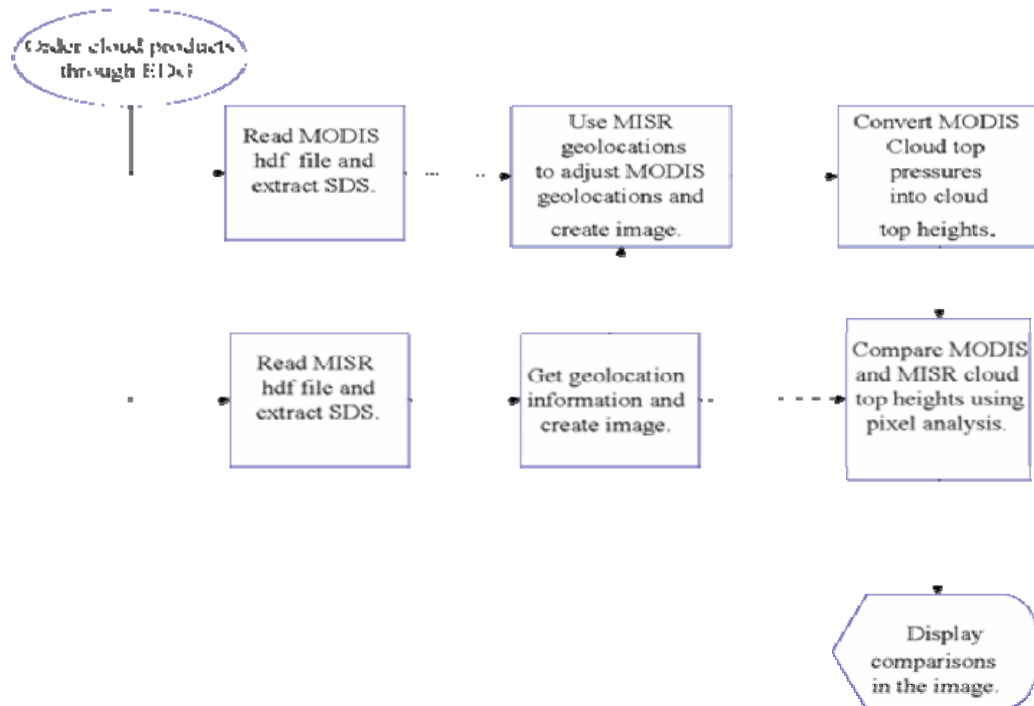 Order cloud products
through EDG
Read MODIS
hdf file and
extract SDS.
Use MISR
geolocations
to adjust MODIS
geolocations and
create image.
Convert MODIS
Cloud top
pressures
into cloud
top heights.
Read MISR
hdf file and
extract SDS.
Get geolocation
information and
create image.
Compare MODIS
and MISR cloud
top heights using
pixel analysis.
Display
comparisons
in the image.